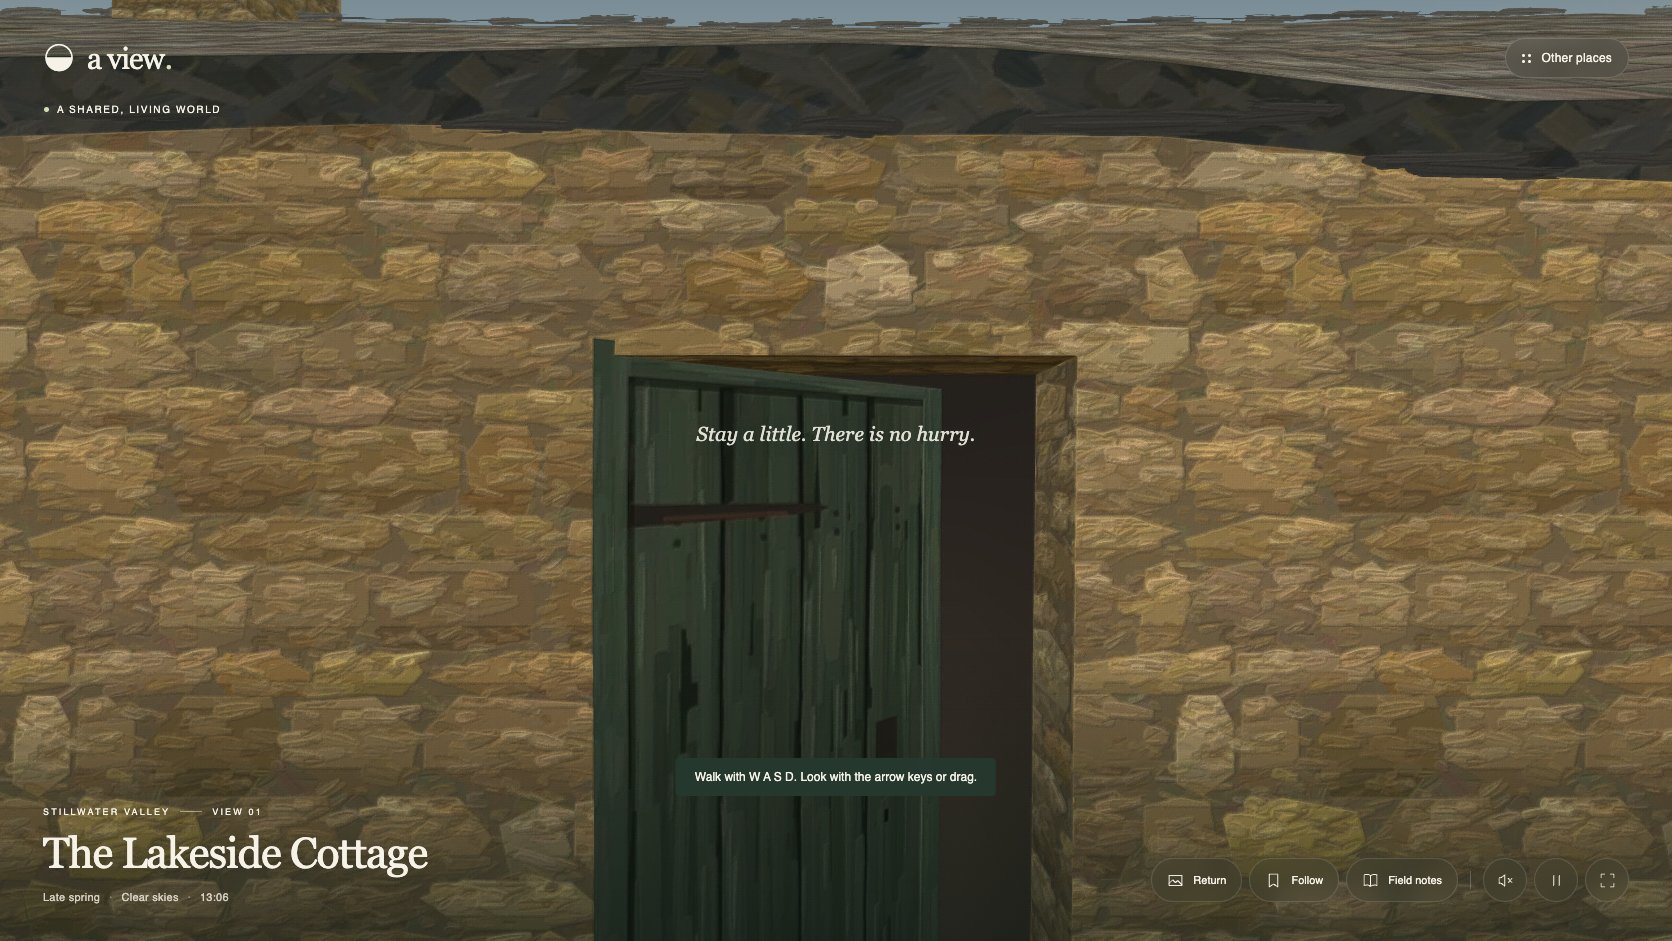 a view.
Other places
A SHARED, LIVING WORLD
Stay a little. There is no hurry.
Walk with W A S D. Look with the arrow keys or drag.
STILLWATER VALLEY — VIEW 01
The Lakeside Cottage
Late spring · Clear skies · 13:06
Return
Follow
Field notes